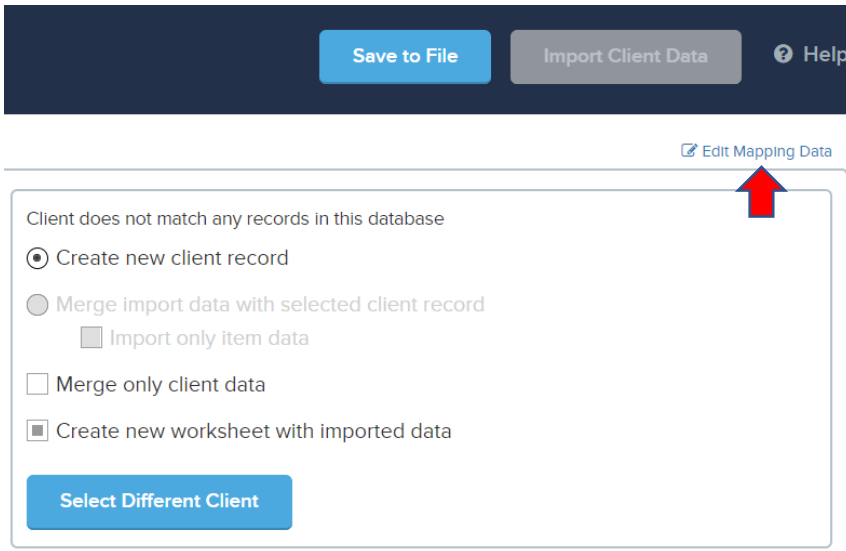 Save to File
Import Client Data
Help
Edit Mapping Data
Client does not match any records in this database
Create new client record
Merge import data with selected client record
Import only item data
Merge only client data
Create new worksheet with imported data
Select Different Client